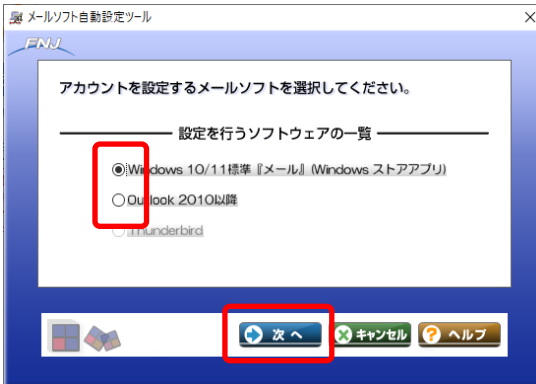 メールソフト自動設定ツール
FNJ
アカウントを設定するメールソフトを選択してください。
設定を行うソフトウェアの一覧
Windows 10/11標準『メール』(Windows ストアアプリ)
Outlook 2010以降
Thunderbird
次へ
キャンセル
ヘルプ